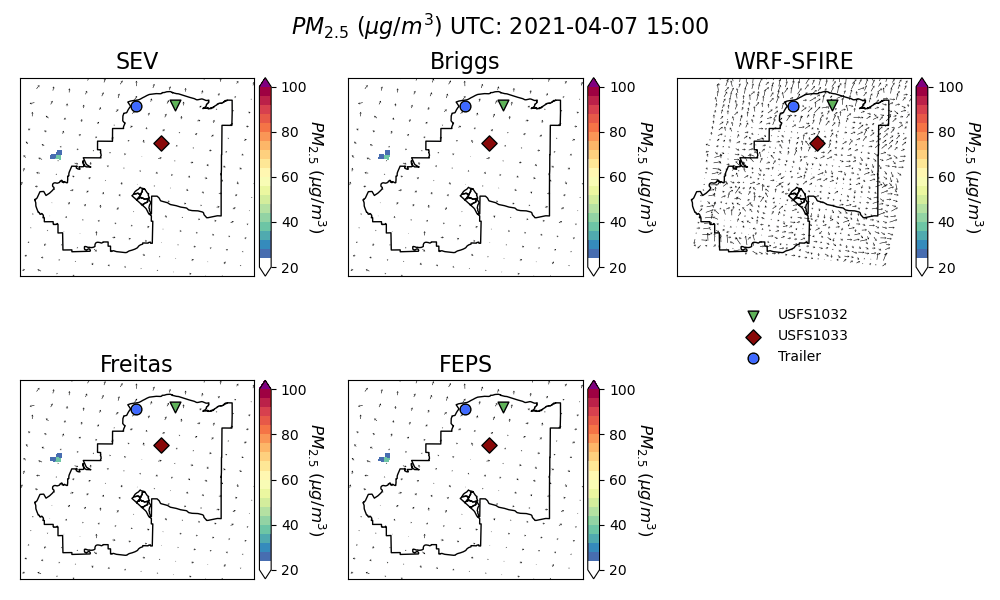 PM2.5 (μg/m3) UTC: 2021-04-07 15:00
SEV
Briggs
WRF-SFIRE
100
80
60
40
20
PM2.5 (μg/m3)
100
80
60
40
20
PM2.5 (μg/m3)
100
80
60
40
20
PM2.5 (μg/m3)
USFS1032
USFS1033
Trailer
Freitas
FEPS
100
80
60
40
20
PM2.5 (μg/m3)
100
80
60
40
20
PM2.5 (μg/m3)